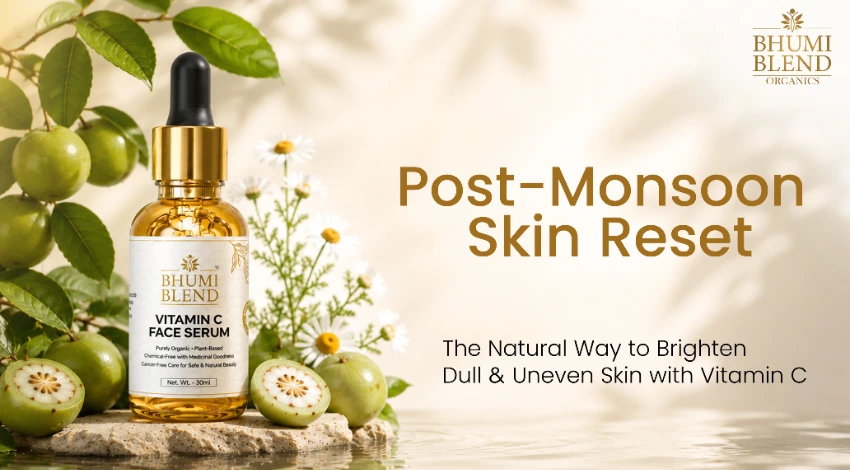 BHUMI
BLEND
ORGANICS
Post-Monsoon
Skin Reset
The Natural Way to Brighten
Dull & Uneven Skin with Vitamin C
BHUMI
BLEND
VITAMIN C
FACE SERUM
Purely Organic • Plant-Based
Chemical-Free with Medicinal Goodness
Cancer-Free Care for Safe & Natural Beauty
Net. Wt. - 30ml